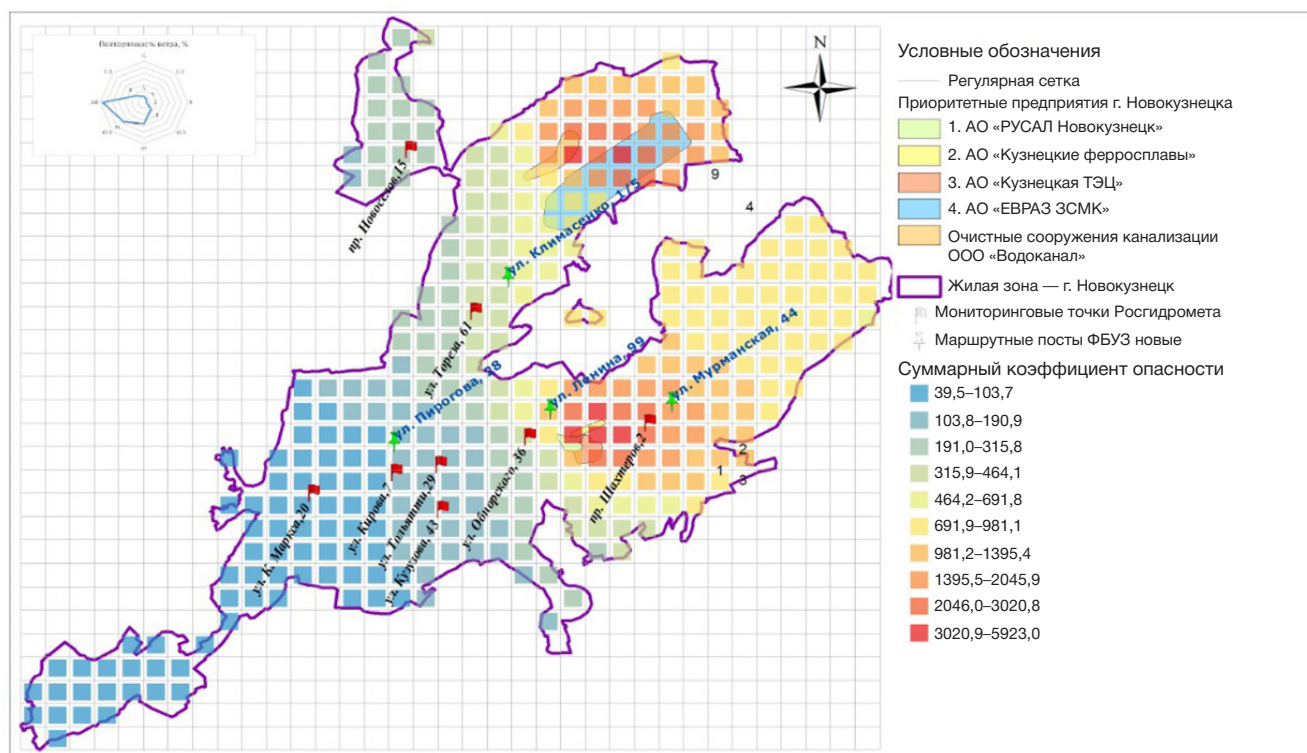 Повторяемость ветра, %
N
пр. Новоселов, 15
ул. Климасенко, 1/5
9
4
ул. Тореза, 61
ул. Пирогова, 28
ул. Ленина, 99
ул. Мурманская, 44
ул. К. Маркса,20
ул. Кирова,7
ул. Тольятти,29
ул. Кузузова, 43
ул. Обнорского, 36
пр. Шахтеров,2
2
1
3
Условные обозначения
Регулярная сетка
Приоритетные предприятия г. Новокузнецка
1. АО «РУСАЛ Новокузнецк»
2. АО «Кузнецкие ферросплавы»
3. АО «Кузнецкая ТЭЦ»
4. АО «ЕВРАЗ ЗСМК»
Очистные сооружения канализации
ООО «Водоканал»
Жилая зона — г. Новокузнецк
Мониторинговые точки Росгидромета
Маршрутные посты ФБУЗ новые
Суммарный коэффициент опасности
39,5–103,7
103,8–190,9
191,0–315,8
315,9–464,1
464,2–691,8
691,9–981,1
981,2–1395,4
1395,5–2045,9
2046,0–3020,8
3020,9–5923,0